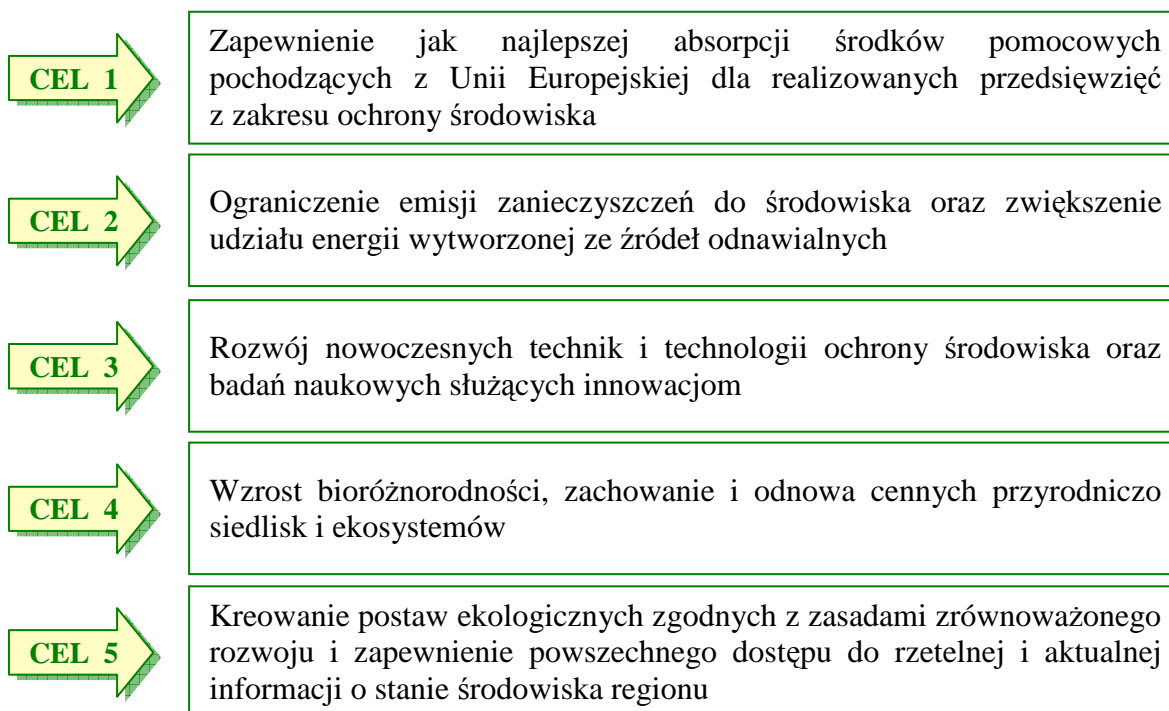 CEL 1
Zapewnienie jak najlepszej absorpcji środków pomocowych
pochodzących z Unii Europejskiej dla realizowanych przedsięwzięć
z zakresu ochrony środowiska
CEL 2
Ograniczenie emisji zanieczyszczeń do środowiska oraz zwiększenie
udziału energii wytworzonej ze źródeł odnawialnych
CEL 3
Rozwój nowoczesnych technik i technologii ochrony środowiska oraz
badań naukowych służących innowacjom
CEL 4
Wzrost bioróżnorodności, zachowanie i odnowa cennych przyrodniczo
siedlisk i ekosystemów
CEL 5
Kreowanie postaw ekologicznych zgodnych z zasadami zrównoważonego
rozwoju i zapewnienie powszechnego dostępu do rzetelnej i aktualnej
informacji o stanie środowiska regionu